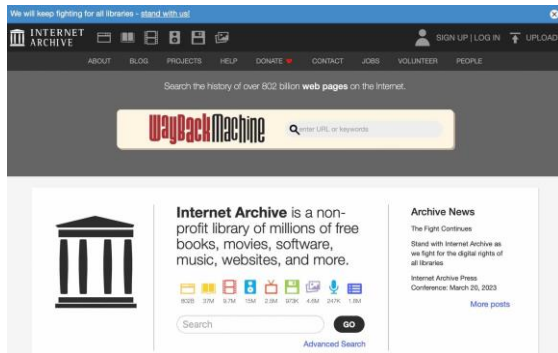 We will keep fighting for all libraries - stand with us!
INTERNET
ARCHIVE
SIGN UP | LOG IN
UPLOAD
ABOUT BLOG PROJECTS HELP DONATE CONTACT JOBS VOLUNTEER PEOPLE
Search the history of over 802 billion web pages on the Internet.
WayBackMachine
enter URL or keywords
Internet Archive is a non-
profit library of millions of free
books, movies, software,
music, websites, and more.
802B 37M 9.7M 15M 2.6M 973K 4.6M 247K 1.8M
Search
GO
Advanced Search
Archive News
The Fight Continues
Stand with Internet Archive as
we fight for the digital rights of
all libraries
Internet Archive Press
Conference: March 20, 2023
More posts